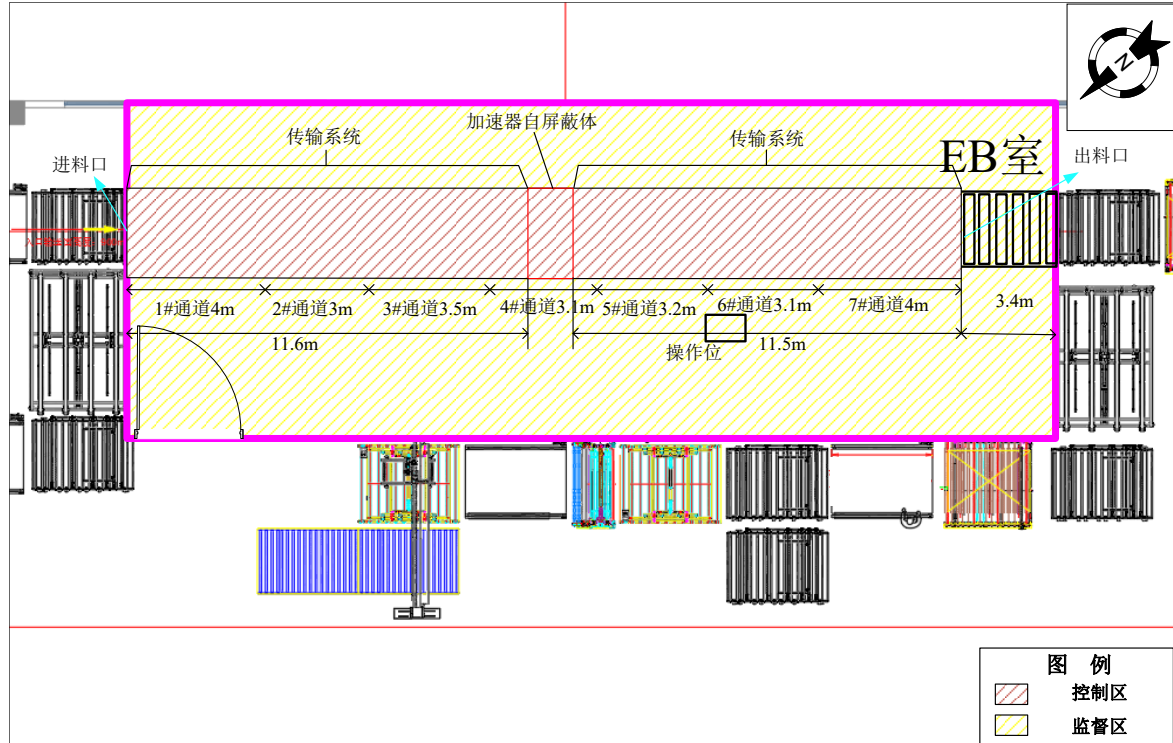 N
加速器自屏蔽体
传输系统
传输系统
EB室
进料口
出料口
1#通道4m
2#通道3m
3#通道3.5m
4#通道3.1m
5#通道3.2m
6#通道3.1m
7#通道4m
3.4m
11.6m
操作位
11.5m
图 例
控制区
监督区